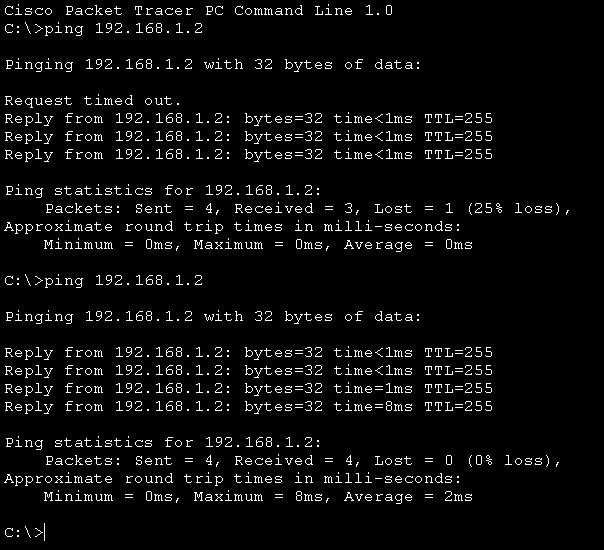 Cisco Packet Tracer PC Command Line 1.0
C:\>ping 192.168.1.2
Pinging 192.168.1.2 with 32 bytes of data:
Request timed out.
Reply from 192.168.1.2: bytes=32 time<1ms TTL=255
Reply from 192.168.1.2: bytes=32 time<1ms TTL=255
Reply from 192.168.1.2: bytes=32 time<1ms TTL=255
Ping statistics for 192.168.1.2:
Packets: Sent = 4, Received = 3, Lost = 1 (25% loss),
Approximate round trip times in milli-seconds:
Minimum = 0ms, Maximum = 0ms, Average = 0ms
C:\>ping 192.168.1.2
Pinging 192.168.1.2 with 32 bytes of data:
Reply from 192.168.1.2: bytes=32 time<1ms TTL=255
Reply from 192.168.1.2: bytes=32 time<1ms TTL=255
Reply from 192.168.1.2: bytes=32 time=1ms TTL=255
Reply from 192.168.1.2: bytes=32 time=8ms TTL=255
Ping statistics for 192.168.1.2:
Packets: Sent = 4, Received = 4, Lost = 0 (0% loss),
Approximate round trip times in milli-seconds:
Minimum = 0ms, Maximum = 8ms, Average = 2ms
C:\>